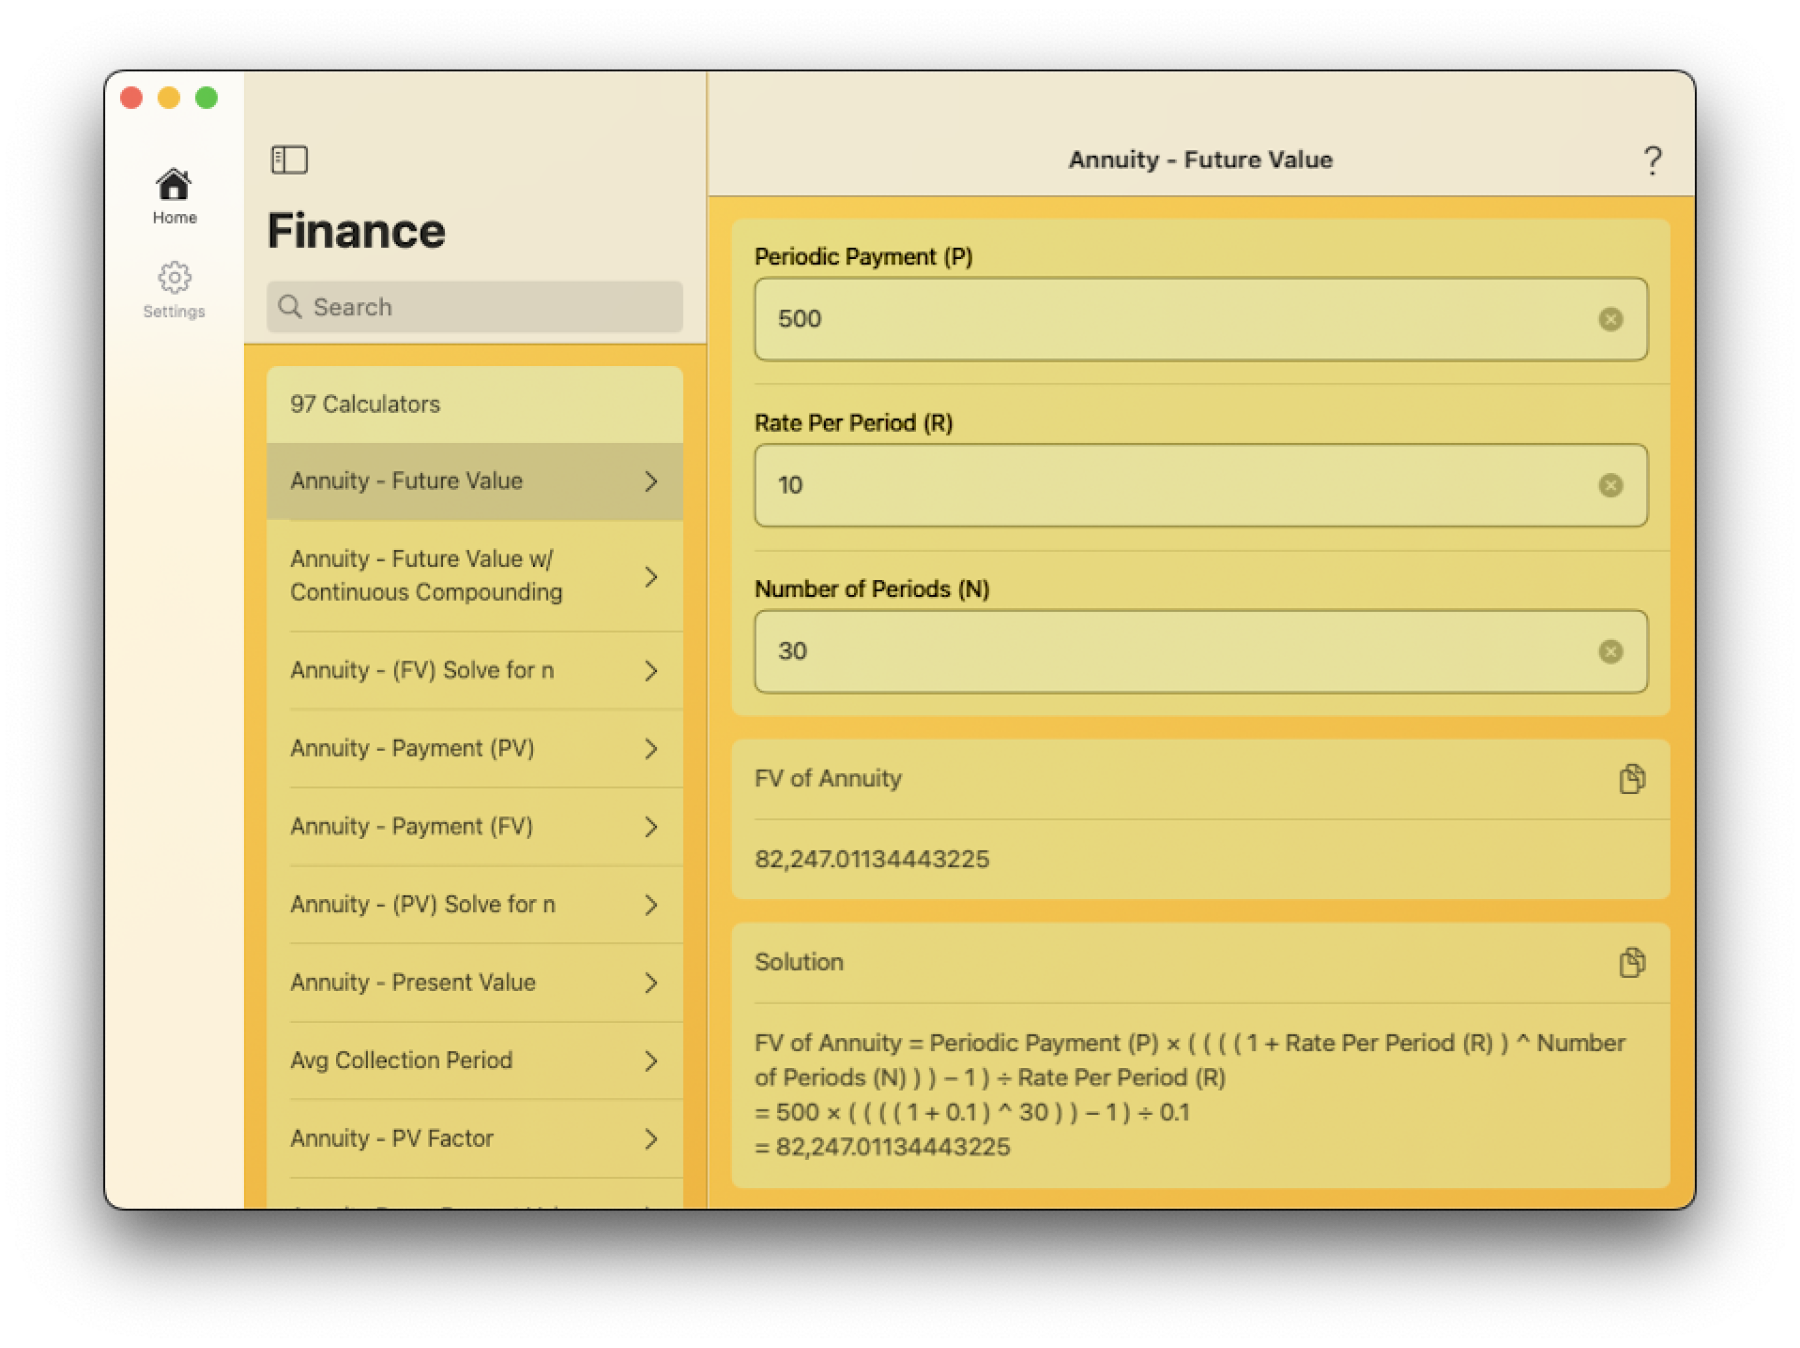 Home
Settings
Finance
Search
97 Calculators
Annuity - Future Value
Annuity - Future Value w/
Continuous Compounding
Annuity - (FV) Solve for n
Annuity - Payment (PV)
Annuity - Payment (FV)
Annuity - (PV) Solve for n
Annuity - Present Value
Avg Collection Period
Annuity - PV Factor
Annuity - Future Value
?
Periodic Payment (P)
500
Rate Per Period (R)
10
Number of Periods (N)
30
FV of Annuity
82,247.01134443225
Solution
FV of Annuity = Periodic Payment (P) × ( ( ( ( 1 + Rate Per Period (R) ) ^ Number
of Periods (N) ) ) − 1 ) ÷ Rate Per Period (R)
= 500 × ( ( ( ( 1 + 0.1 ) ^ 30 ) ) − 1 ) ÷ 0.1
= 82,247.01134443225